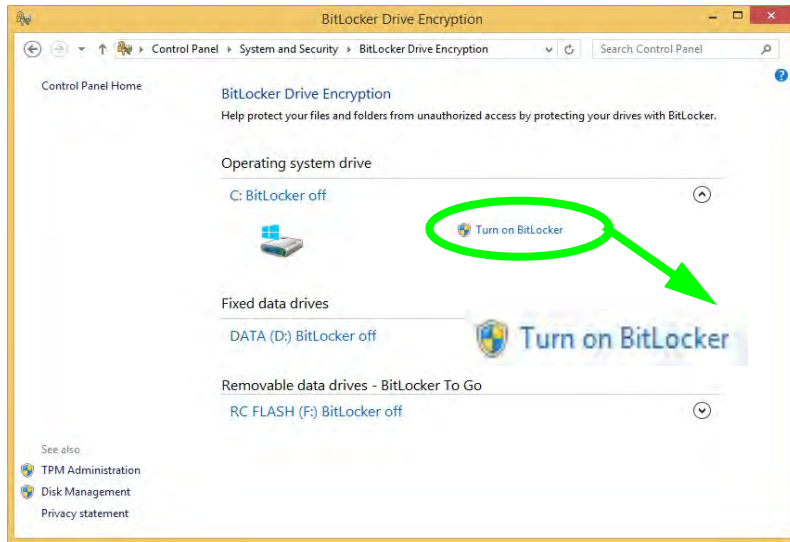 BitLocker Drive Encryption
Control Panel System and Security BitLocker Drive Encryption
Search Control Panel
Control Panel Home
BitLocker Drive Encryption
Help protect your files and folders from unauthorized access by protecting your drives with BitLocker.
Operating system drive
C: BitLocker off
Turn on BitLocker
Fixed data drives
DATA (D:) BitLocker off
Turn on BitLocker
Removable data drives - BitLocker To Go
RC FLASH (F:) BitLocker off
See also
TPM Administration
Disk Management
Privacy statement